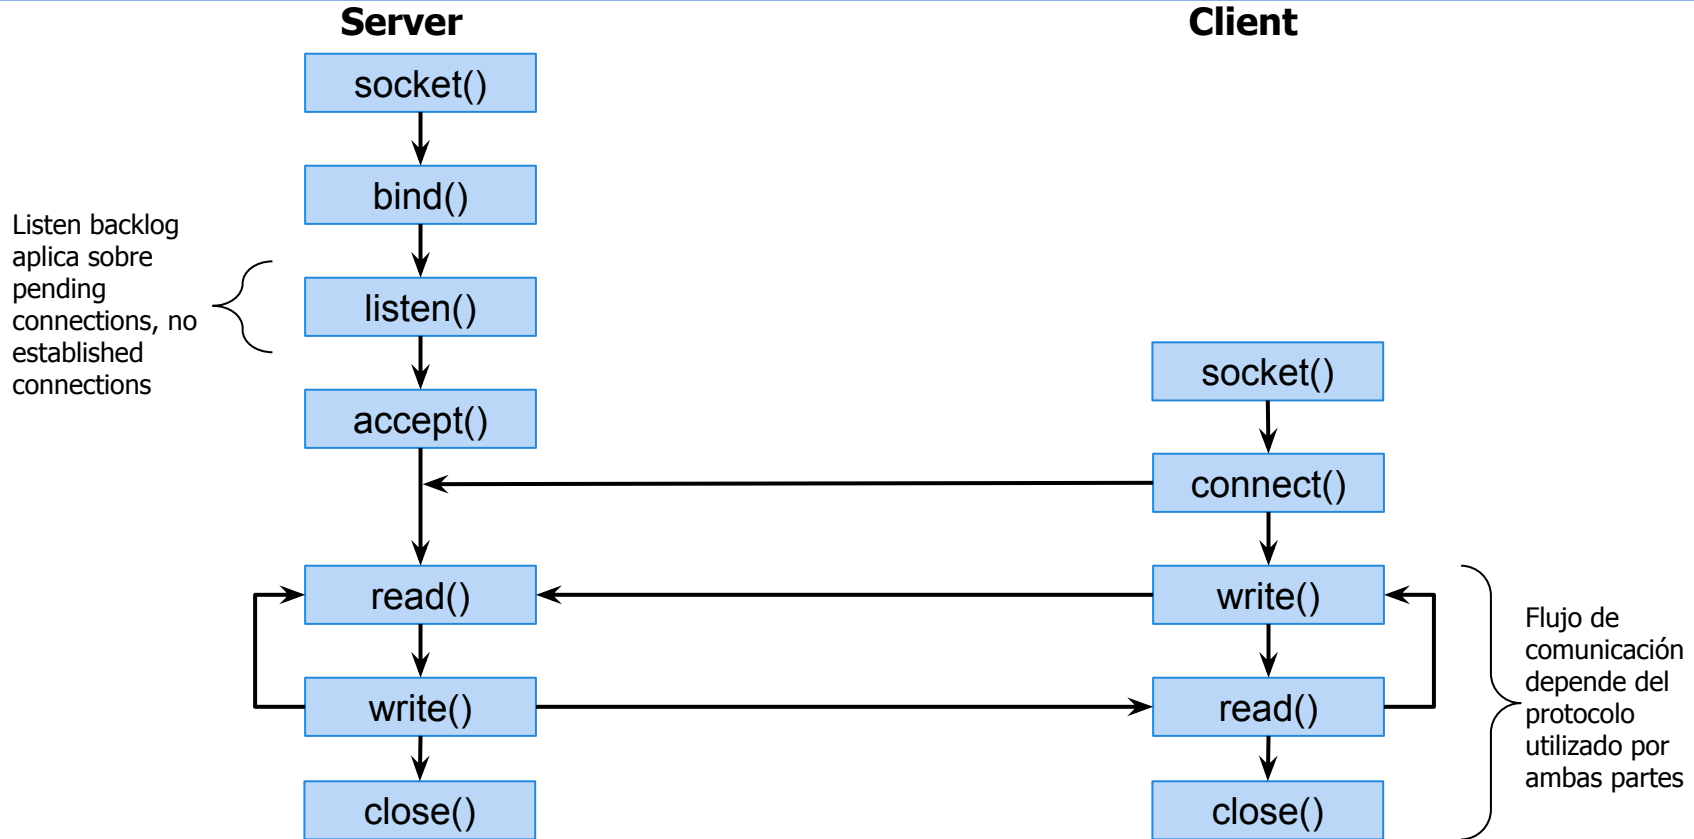 Server
Client
socket()
bind()
Listen backlog
aplica sobre
pending
connections, no
established
connections
listen()
accept()
socket()
connect()
read()
write()
write()
read()
close()
close()
Flujo de
comunicación
depende del
protocolo
utilizado por
ambas partes